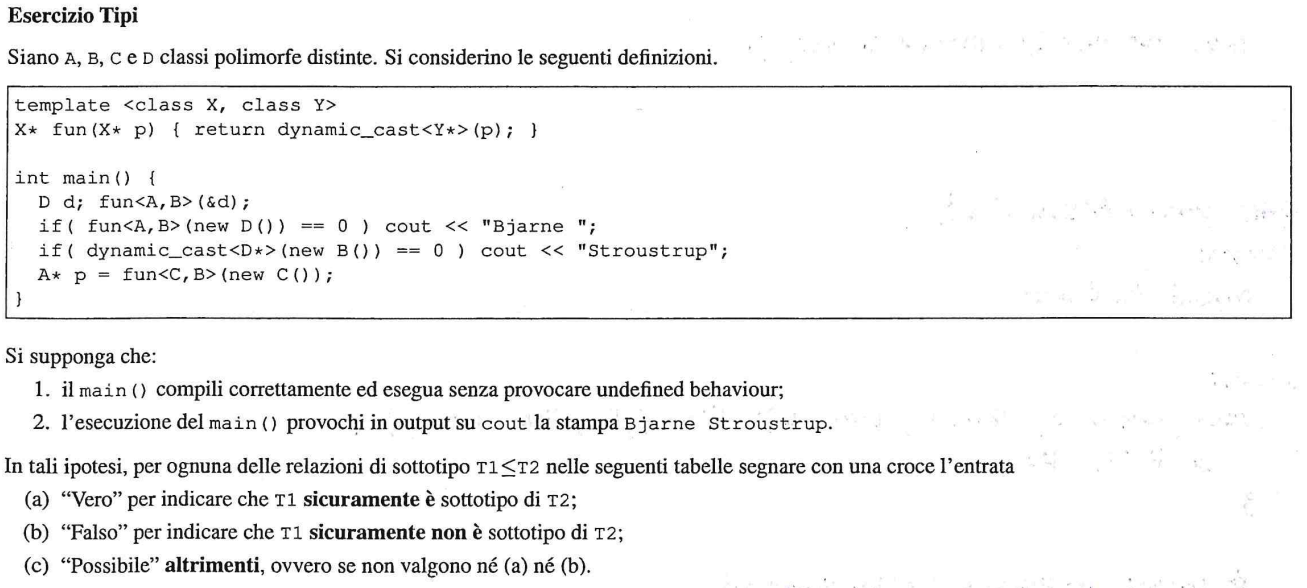 Esercizio Tipi
Siano A, B, C e D classi polimorfe distinte. Si considerino le seguenti definizioni.
template <class X, class Y>
X* fun(X* p) { return dynamic_cast<Y*>(p); }
int main() {
D d; fun<A,B>(&d);
if( fun<A,B>(new D()) == 0 ) cout << "Bjarne ";
if( dynamic_cast<D*>(new B()) == 0 ) cout << "Stroustrup";
A* p = fun<C,B>(new C());
}
Si supponga che:
1. il main() compili correttamente ed esegua senza provocare undefined behaviour;
2. l'esecuzione del main() provochi in output su cout la stampa Bjarne Stroustrup.
In tali ipotesi, per ognuna delle relazioni di sottotipo T1≤T2 nelle seguenti tabelle segnare con una croce l'entrata
(a) "Vero" per indicare che T1 sicuramente è sottotipo di T2;
(b) "Falso" per indicare che T1 sicuramente non è sottotipo di T2;
(c) "Possibile" altrimenti, ovvero se non valgono né (a) né (b).